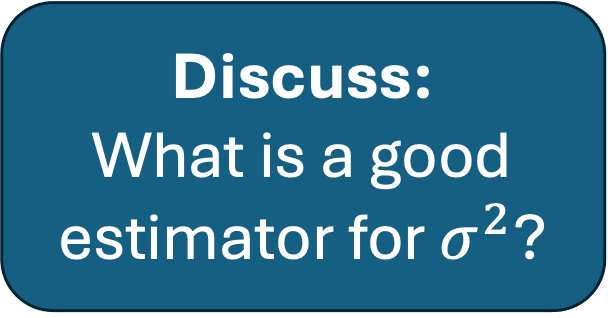 Discuss:
What is a good
estimator for σ²?